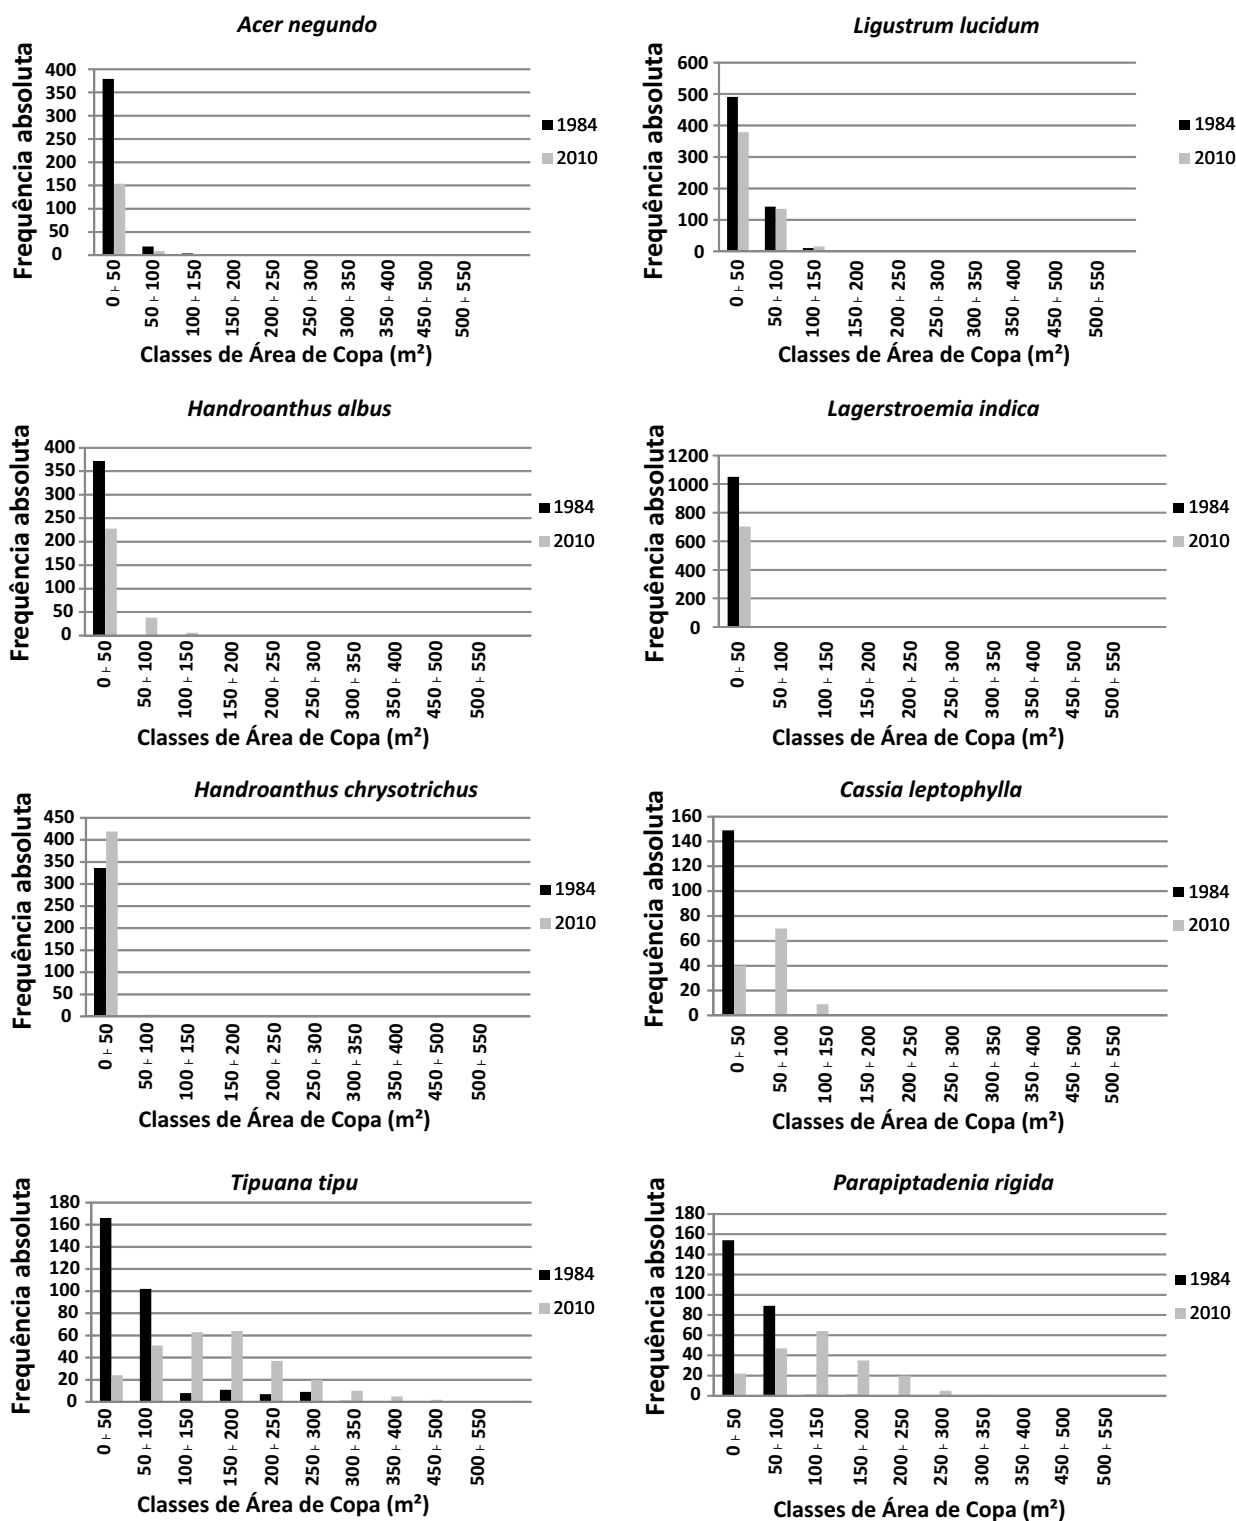 Acer negundo
Frequência absoluta
400
350
300
250
200
150
100
50
0
0 ⊢ 50
50 ⊢ 100
100 ⊢ 150
150 ⊢ 200
200 ⊢ 250
250 ⊢ 300
300 ⊢ 350
350 ⊢ 400
450 ⊢ 500
500 ⊢ 550
Classes de Área de Copa (m²)
1984
2010
Ligustrum lucidum
Frequência absoluta
600
500
400
300
200
100
0
0 ⊢ 50
50 ⊢ 100
100 ⊢ 150
150 ⊢ 200
200 ⊢ 250
250 ⊢ 300
300 ⊢ 350
350 ⊢ 400
450 ⊢ 500
500 ⊢ 550
Classes de Área de Copa (m²)
1984
2010
Handroanthus albus
Frequência absoluta
400
350
300
250
200
150
100
50
0
0 ⊢ 50
50 ⊢ 100
100 ⊢ 150
150 ⊢ 200
200 ⊢ 250
250 ⊢ 300
300 ⊢ 350
350 ⊢ 400
450 ⊢ 500
500 ⊢ 550
Classes de Área de Copa (m²)
1984
2010
Lagerstroemia indica
Frequência absoluta
1200
1000
800
600
400
200
0
0 ⊢ 50
50 ⊢ 100
100 ⊢ 150
150 ⊢ 200
200 ⊢ 250
250 ⊢ 300
300 ⊢ 350
350 ⊢ 400
450 ⊢ 500
500 ⊢ 550
Classes de Área de Copa (m²)
1984
2010
Handroanthus chrysotrichus
Frequência absoluta
450
400
350
300
250
200
150
100
50
0
0 ⊢ 50
50 ⊢ 100
100 ⊢ 150
150 ⊢ 200
200 ⊢ 250
250 ⊢ 300
300 ⊢ 350
350 ⊢ 400
450 ⊢ 500
500 ⊢ 550
Classes de Área de Copa (m²)
1984
2010
Cassia leptophylla
Frequência absoluta
160
140
120
100
80
60
40
20
0
0 ⊢ 50
50 ⊢ 100
100 ⊢ 150
150 ⊢ 200
200 ⊢ 250
250 ⊢ 300
300 ⊢ 350
350 ⊢ 400
450 ⊢ 500
500 ⊢ 550
Classes de Área de Copa (m²)
1984
2010
Tipuana tipu
Frequência absoluta
180
160
140
120
100
80
60
40
20
0
0 ⊢ 50
50 ⊢ 100
100 ⊢ 150
150 ⊢ 200
200 ⊢ 250
250 ⊢ 300
300 ⊢ 350
350 ⊢ 400
450 ⊢ 500
500 ⊢ 550
Classes de Área de Copa (m²)
1984
2010
Parapiptadenia rigida
Frequência absoluta
180
160
140
120
100
80
60
40
20
0
0 ⊢ 50
50 ⊢ 100
100 ⊢ 150
150 ⊢ 200
200 ⊢ 250
250 ⊢ 300
300 ⊢ 350
350 ⊢ 400
450 ⊢ 500
500 ⊢ 550
Classes de Área de Copa (m²)
1984
2010